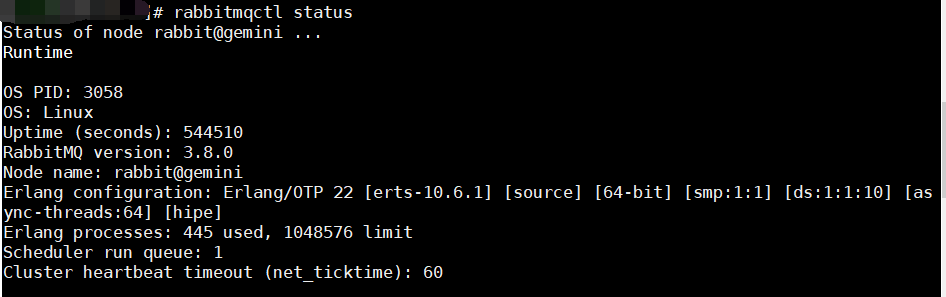 ]# rabbitmqctl status
Status of node rabbit@gemini ...
Runtime
OS PID: 3058
OS: Linux
Uptime (seconds): 544510
RabbitMQ version: 3.8.0
Node name: rabbit@gemini
Erlang configuration: Erlang/OTP 22 [erts-10.6.1] [source] [64-bit] [smp:1:1] [ds:1:1:10] [as
ync-threads:64] [hipe]
Erlang processes: 445 used, 1048576 limit
Scheduler run queue: 1
Cluster heartbeat timeout (net_ticktime): 60